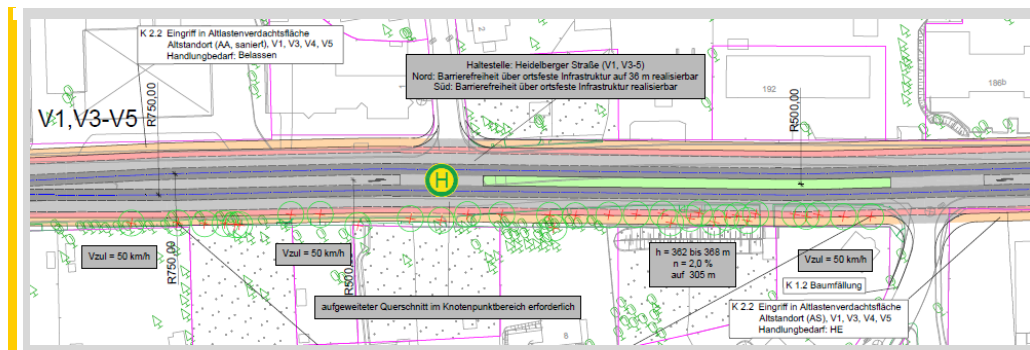 K 2.2 Eingriff in Altlastenverdachtsfläche
Altstandort (AA, saniert), V1, V3, V4, V5
Handlungbedarf: Belassen
Haltestelle: Heidelberger Straße (V1, V3-5)
Nord: Barrierefreiheit über ortsfeste Infrastruktur auf 36 m realisierbar
Süd: Barrierefreiheit über ortsfeste Infrastruktur realisierbar
192
186b
V1,V3-V5
R750,00
R500,00
H
Vzul = 50 km/h
R750,00
Vzul = 50 km/h
h = 362 bis 368 m
n = 2,0 %
auf 305 m
Vzul = 50 km/h
K 1.2 Baumfällung
aufgeweiteter Querschnitt im Knotenpunktbereich erforderlich
K 2.2 Eingriff in Altlastenverdachtsfläche
Altstandort (AS), V1, V3, V4, V5
Handlungbedarf: HE
8